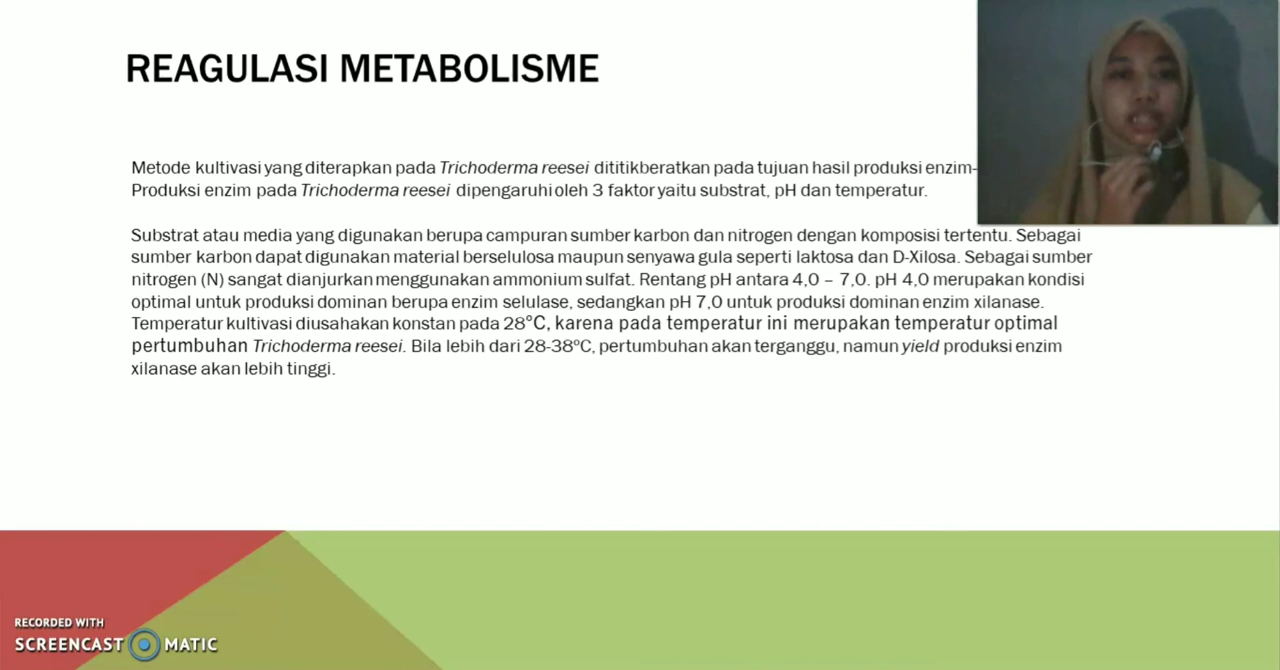 REAGULASI METABOLISME
Metode kultivasi yang diterapkan pada Trichoderma reesei dititikberatkan pada tujuan hasil produksi enzim-
Produksi enzim pada Trichoderma reesei dipengaruhi oleh 3 faktor yaitu substrat, pH dan temperatur.
Substrat atau media yang digunakan berupa campuran sumber karbon dan nitrogen dengan komposisi tertentu. Sebagai
sumber karbon dapat digunakan material berselulosa maupun senyawa gula seperti laktosa dan D-Xilosa. Sebagai sumber
nitrogen (N) sangat dianjurkan menggunakan ammonium sulfat. Rentang pH antara 4,0 – 7,0. pH 4,0 merupakan kondisi
optimal untuk produksi dominan berupa enzim selulase, sedangkan pH 7,0 untuk produksi dominan enzim xilanase.
Temperatur kultivasi diusahakan konstan pada 28°C, karena pada temperatur ini merupakan temperatur optimal
pertumbuhan Trichoderma reesei. Bila lebih dari 28-38°C, pertumbuhan akan terganggu, namun yield produksi enzim
xilanase akan lebih tinggi.
RECORDED WITH
SCREENCAST MATIC